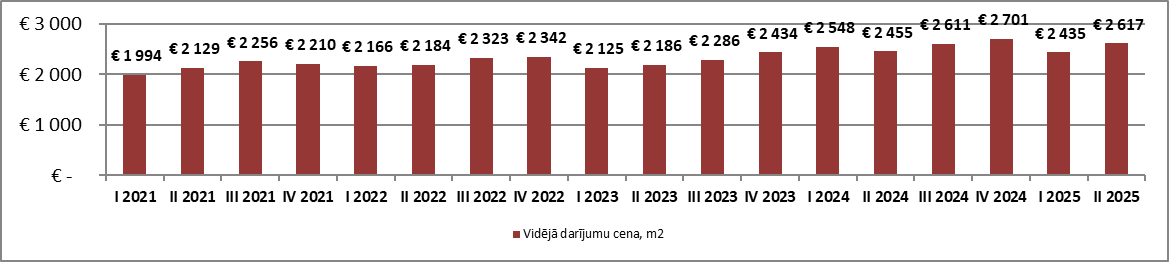 € 3 000
€ 2 000
€ 1 000
€ -
€ 1 994 € 2 129 € 2 256 € 2 210 € 2 166 € 2 184 € 2 323 € 2 342 € 2 125 € 2 186 € 2 286 € 2 434 € 2 548 € 2 455 € 2 611 € 2 701 € 2 435 € 2 617
I 2021 II 2021 III 2021 IV 2021 I 2022 II 2022 III 2022 IV 2022 I 2023 II 2023 III 2023 IV 2023 I 2024 II 2024 III 2024 IV 2024 I 2025 II 2025
Vidējā darījumu cena, m2